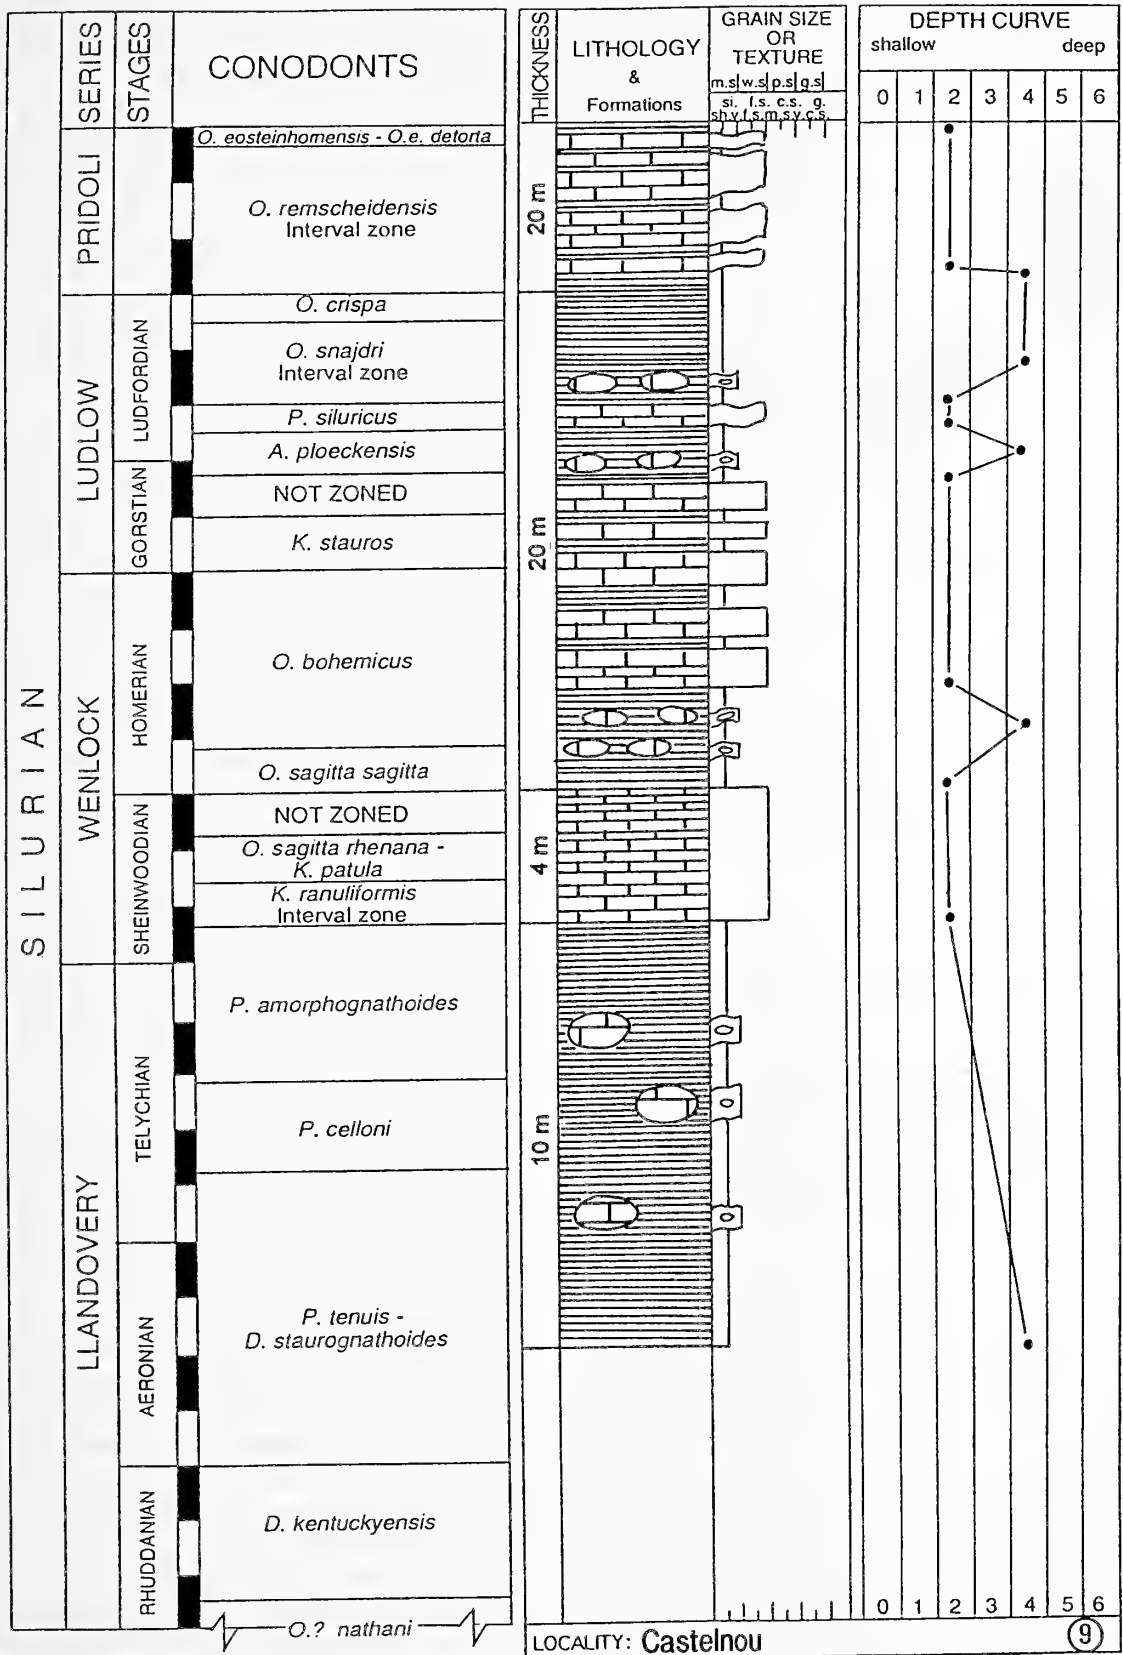 SERIES
STAGES
CONODONTS
THICKNESS
LITHOLOGY
&
Formations
GRAIN SIZE
OR
TEXTURE
m.s w.s p.s g.s
si. f.s. c.s. g.
sh v.f.s m.s v.c.s.
DEPTH CURVE
shallow deep
0 1 2 3 4 5 6
SILURIAN
PRIDOLI
O. eosteinhornensis - O.e. detorta
O. remscheidensis
Interval zone
20 m
LUDLOW
LUDFORDIAN
O. crispa
O. snajdri
Interval zone
P. siluricus
A. ploeckensis
GORSTIAN
NOT ZONED
K. stauros
20 m
WENLOCK
HOMERIAN
O. bohemicus
O. sagitta sagitta
SHEINWOODIAN
NOT ZONED
O. sagitta rhenana -
K. patula
K. ranuliformis
Interval zone
4 m
LLANDOVERY
TELYCHIAN
P. amorphognathoides
P. celloni
10 m
AERONIAN
P. tenuis -
D. staurognathoides
RHUDDANIAN
D. kentuckyensis
O.? nathani
0 1 2 3 4 5 6
LOCALITY: Castelnou
9